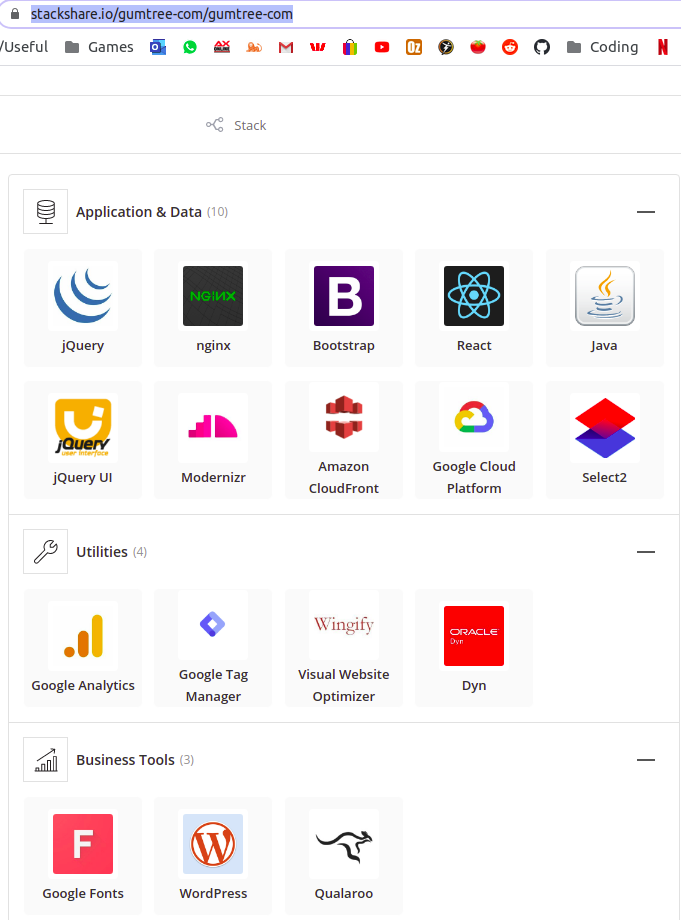 stackshare.io/gumtree-com/gumtree-com
/Useful Games Oz Coding N
Stack
Application & Data (10)
NGINX B
jQuery nginx Bootstrap React Java
jQuery
user interface
jQuery UI Modernizr Amazon CloudFront Google Cloud Platform Select2
Utilities (4)
Wingify ORACLE
Dyn
Google Analytics Google Tag Manager Visual Website Optimizer Dyn
Business Tools (3)
F W
Google Fonts WordPress Qualaroo